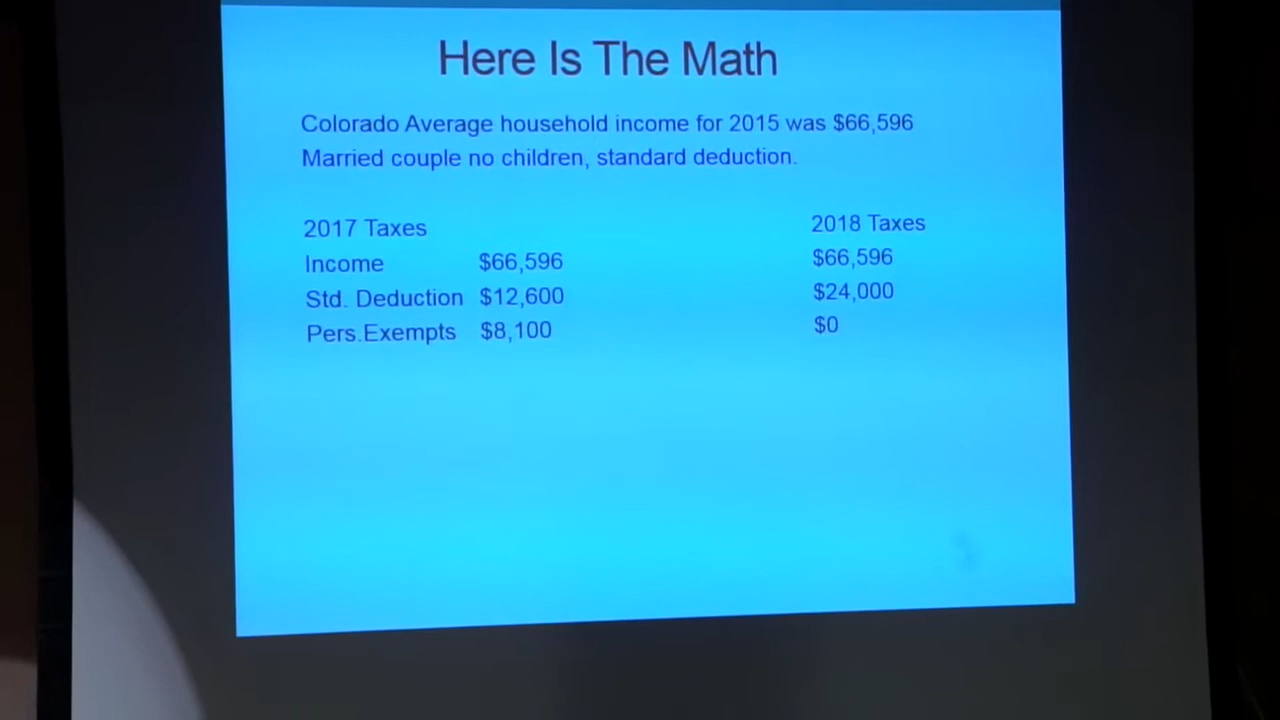 Here Is The Math
Colorado Average household income for 2015 was $66,596
Married couple no children, standard deduction.
2017 Taxes 2018 Taxes
Income $66,596 $66,596
Std. Deduction $12,600 $24,000
Pers.Exempts $8,100 $0